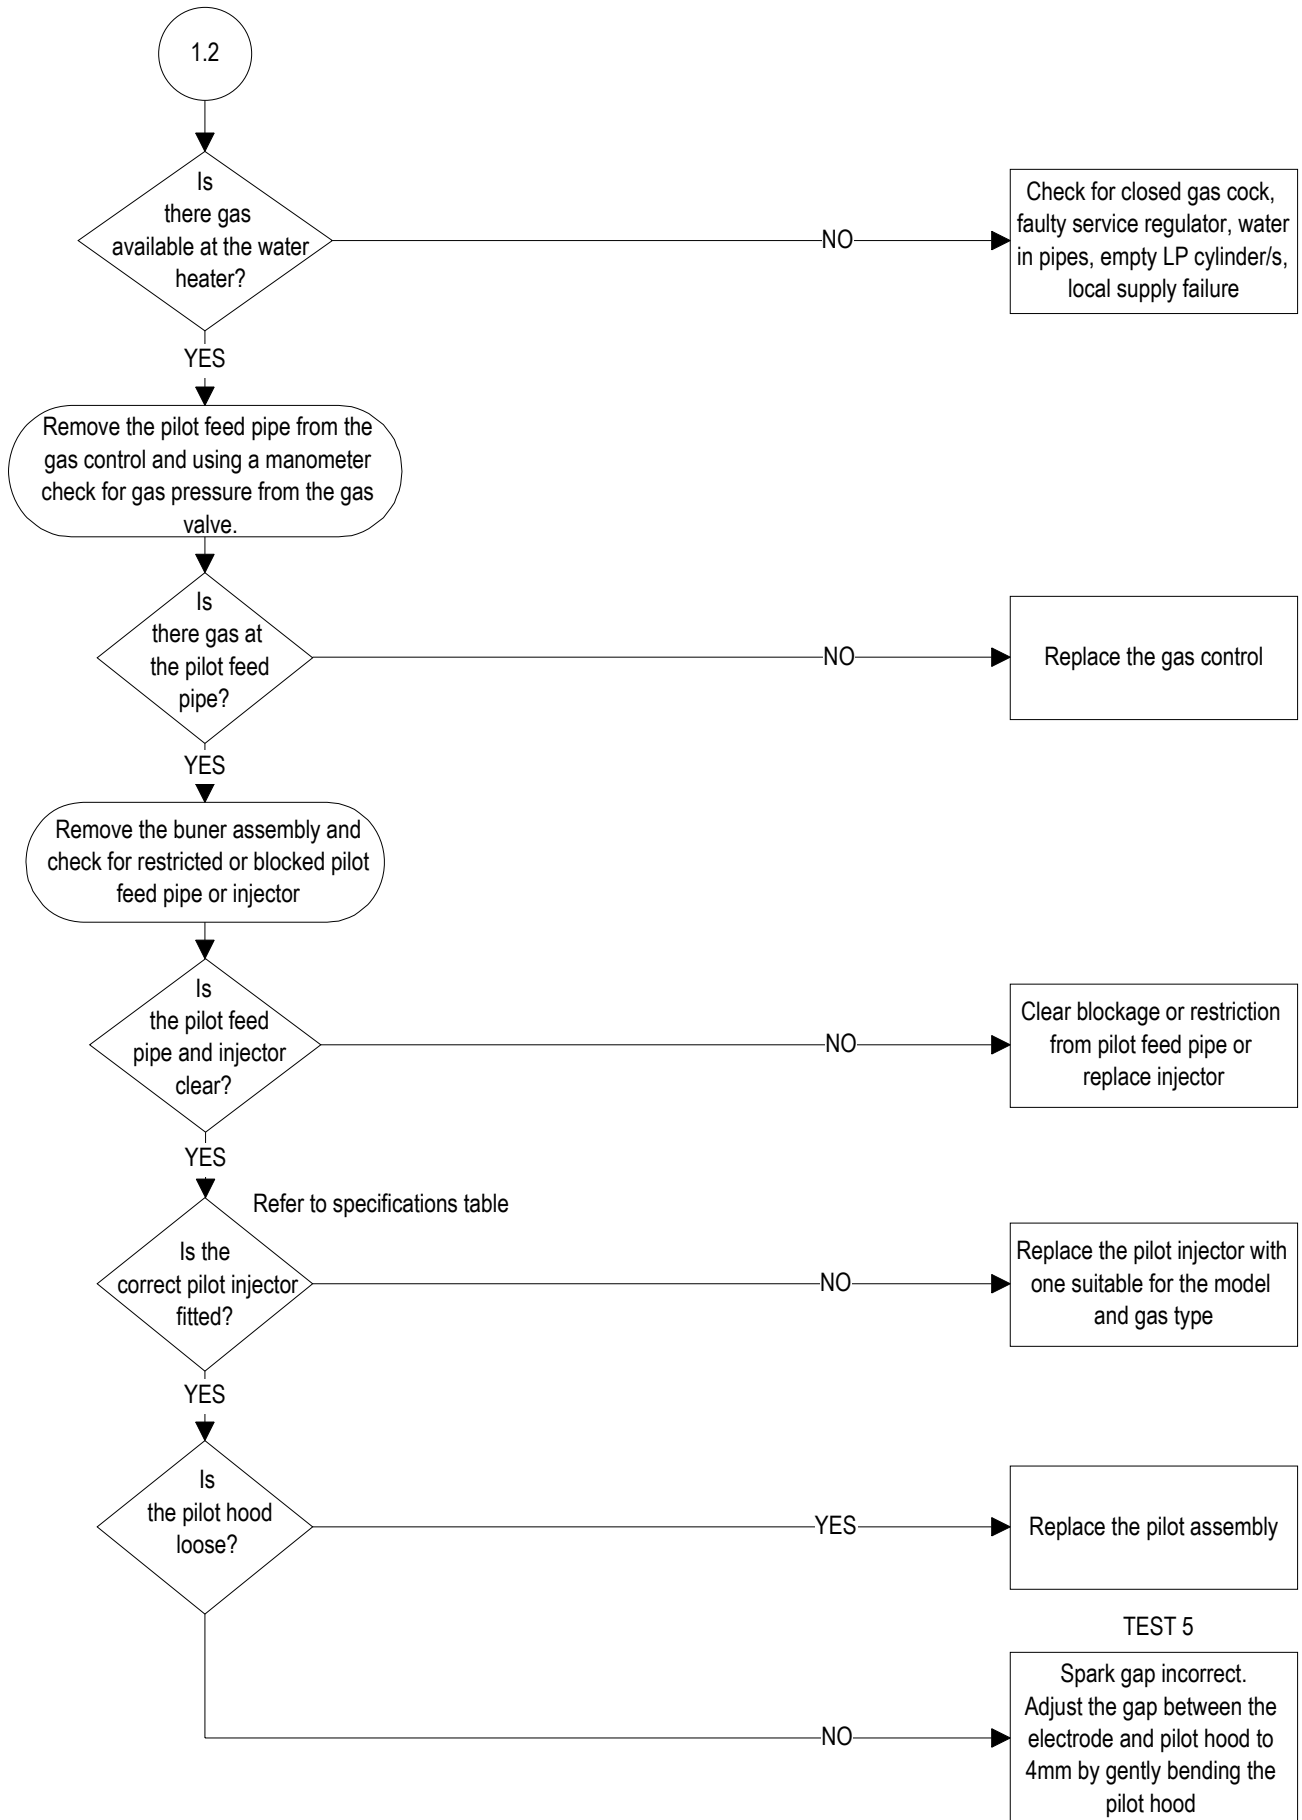 1.2
Is
there gas
available at the water
heater?
NO
Check for closed gas cock,
faulty service regulator, water
in pipes, empty LP cylinder/s,
local supply failure
YES
Remove the pilot feed pipe from the
gas control and using a manometer
check for gas pressure from the gas
valve.
Is
there gas at
the pilot feed
pipe?
NO
Replace the gas control
YES
Remove the buner assembly and
check for restricted or blocked pilot
feed pipe or injector
Is
the pilot feed
pipe and injector
clear?
NO
Clear blockage or restriction
from pilot feed pipe or
replace injector
YES
Refer to specifications table
Is the
correct pilot injector
fitted?
NO
Replace the pilot injector with
one suitable for the model
and gas type
YES
Is
the pilot hood
loose?
YES
Replace the pilot assembly
TEST 5
NO
Spark gap incorrect.
Adjust the gap between the
electrode and pilot hood to
4mm by gently bending the
pilot hood